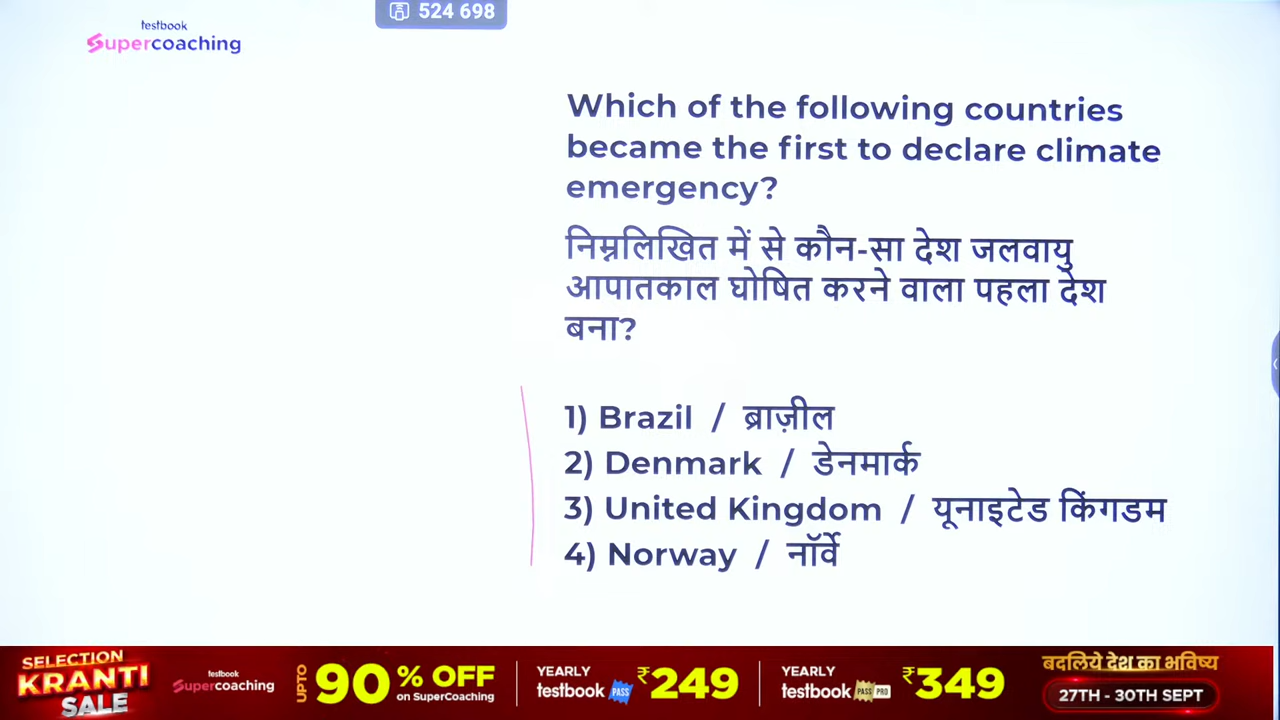 testbook
Supercoaching
524 698
Which of the following countries
became the first to declare climate
emergency?
निम्नलिखित में से कौन-सा देश जलवायु
आपातकाल घोषित करने वाला पहला देश
बना?
1) Brazil / ब्राज़ील
2) Denmark / डेनमार्क
3) United Kingdom / यूनाइटेड किंगडम
4) Norway / नॉर्वे
SELECTION
KRANTI
SALE
testbook
Supercoaching
UPTO
90% OFF
on SuperCoaching
YEARLY
testbook PASS
₹249
YEARLY
testbook PASS PRO
₹349
बदलिये देश का भविष्य
27TH - 30TH SEPT